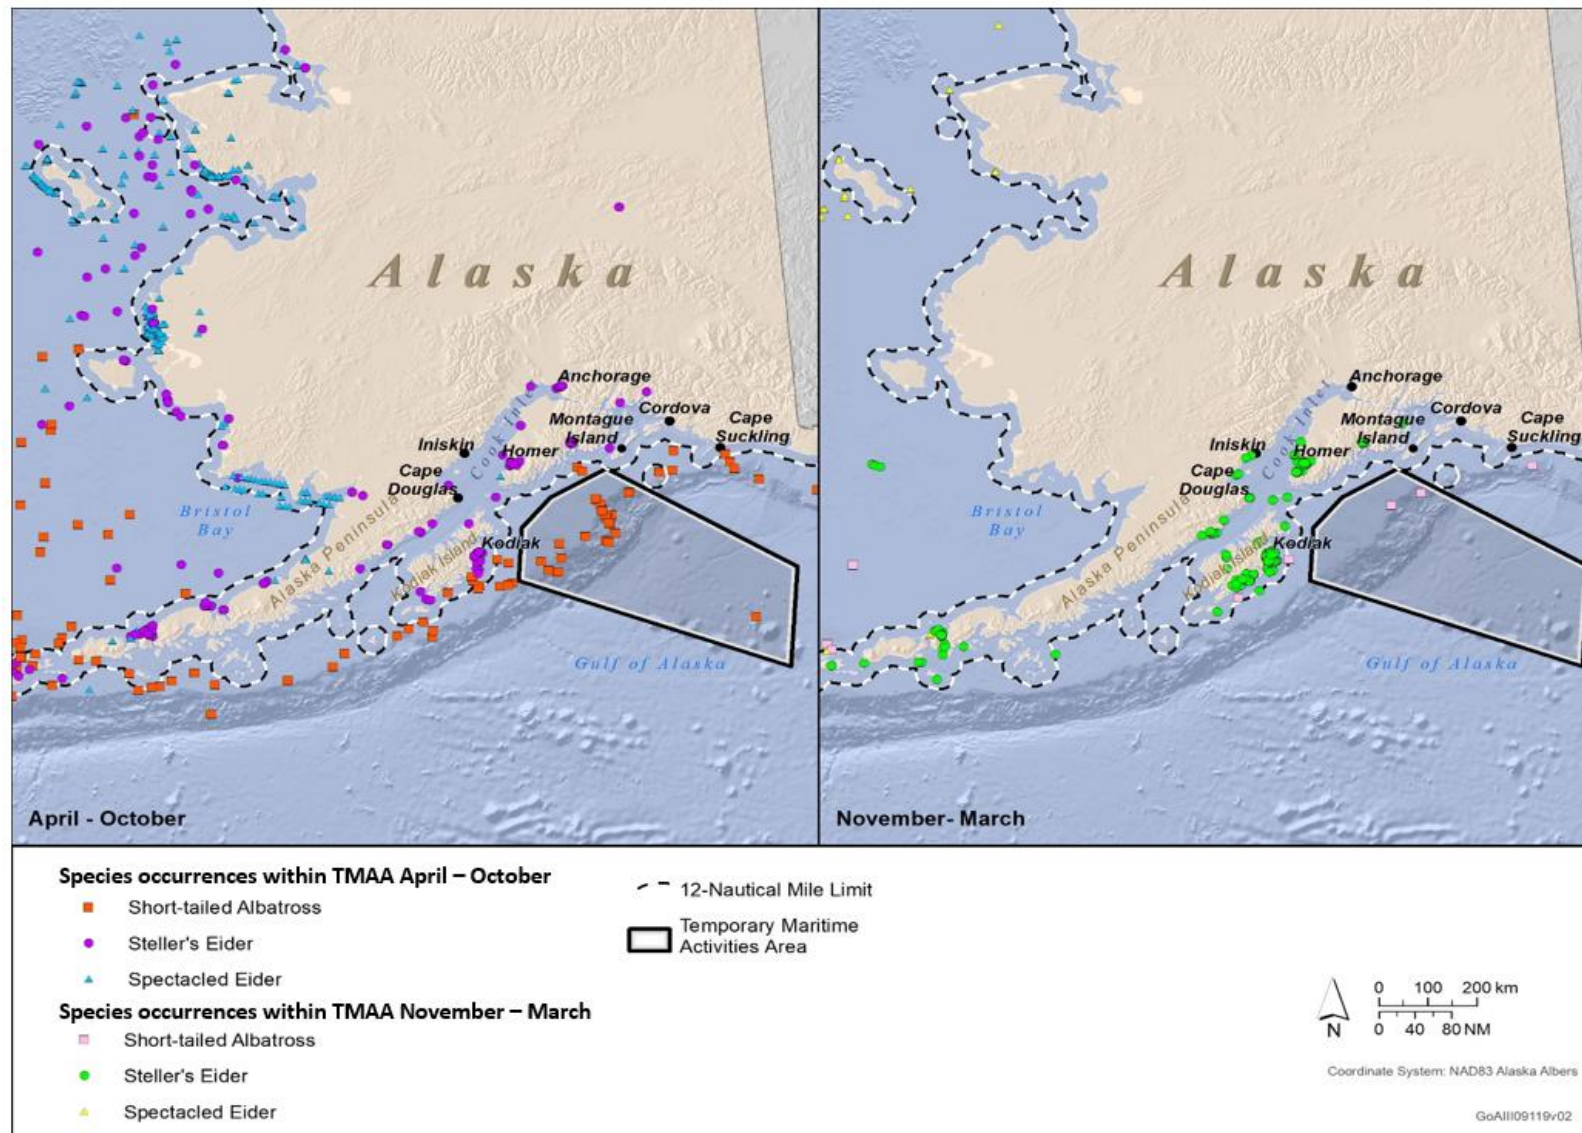 Alaska
Anchorage
Cook Inlet
Montague
Island
Cordova
Cape
Suckling
Iniskin
Homer
Cape
Douglas
Bristol
Bay
Alaska Peninsula
Kodiak
Kodiak Island
Gulf of Alaska
April - October
Alaska
Anchorage
Cook Inlet
Montague
Island
Cordova
Cape
Suckling
Iniskin
Homer
Cape
Douglas
Bristol
Bay
Alaska Peninsula
Kodiak
Kodiak Island
Gulf of Alaska
November- March
Species occurrences within TMAA April – October
Short-tailed Albatross
Steller's Eider
Spectacled Eider
Species occurrences within TMAA November – March
Short-tailed Albatross
Steller's Eider
Spectacled Eider
12-Nautical Mile Limit
Temporary Maritime
Activities Area
N
0 100 200 km
0 40 80 NM
Coordinate System: NAD83 Alaska Albers
GoAIII09119v02